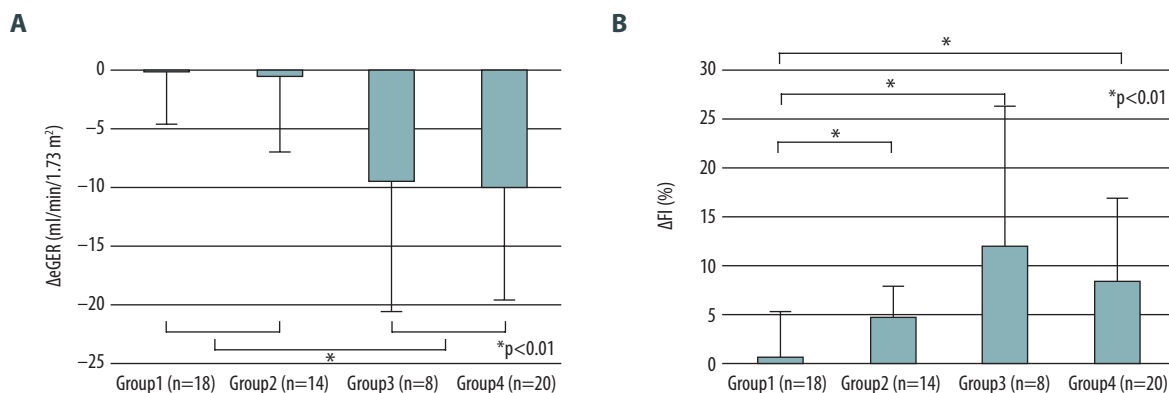 A
0
−5
−10
−15
−20
−25
ΔeGER (ml/min/1.73 m²)
*
*p<0.01
Group1 (n=18) Group2 (n=14) Group3 (n=8) Group4 (n=20)
B
*
30
*
*p<0.01
25
*
20
15
10
5
0
ΔFI (%)
Group1 (n=18) Group2 (n=14) Group3 (n=8) Group4 (n=20)